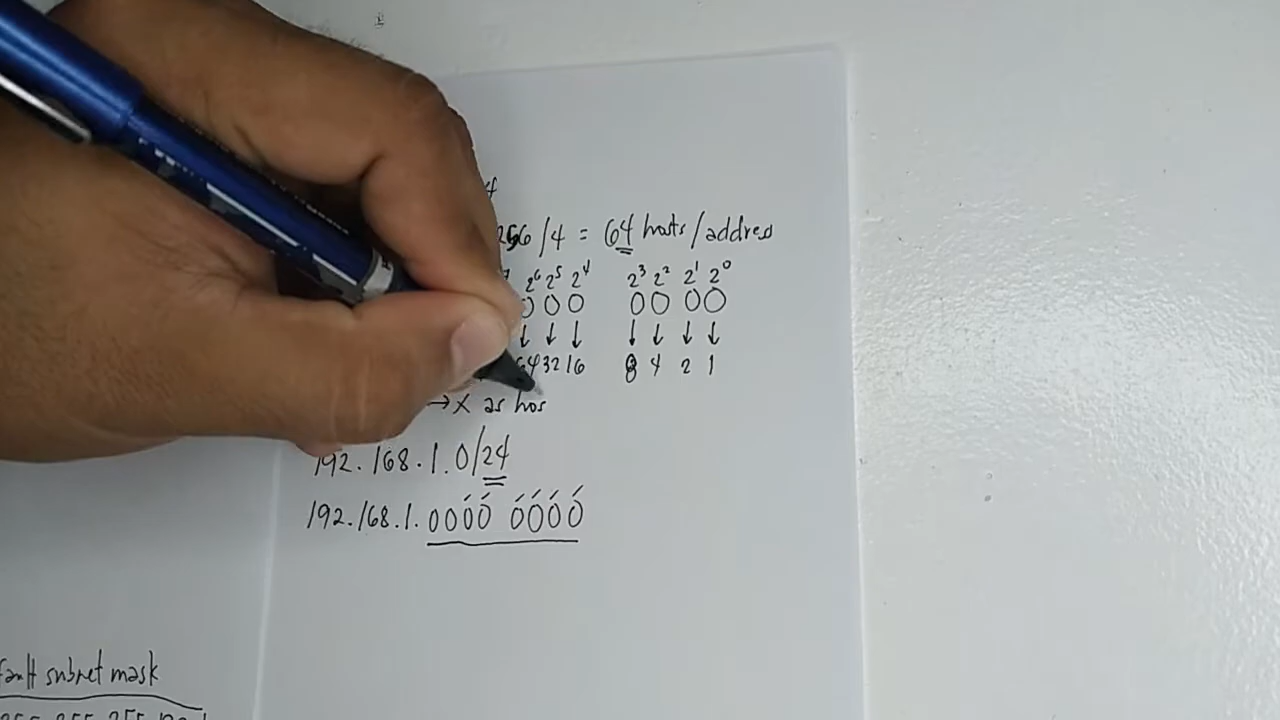 4
256/4 = 64 hosts/address
2⁶ 2⁵ 2⁴ 2³ 2² 2¹ 2⁰
0 0 0 0 0 0 0
↓ ↓ ↓ ↓ ↓ ↓ ↓
64 32 16 8 4 2 1
→ X as hos
192.168.1.0/24
192.168.1.0000 0000
subnet mask